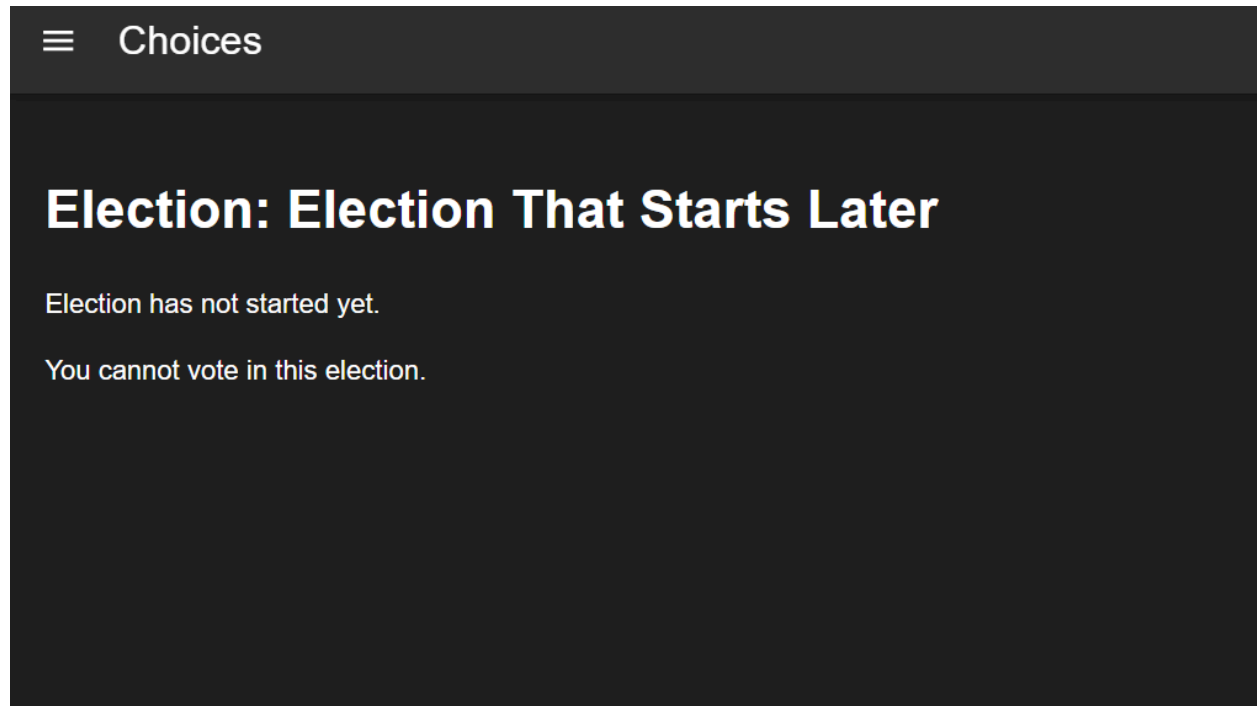 Choices
Election: Election That Starts Later
Election has not started yet.
You cannot vote in this election.